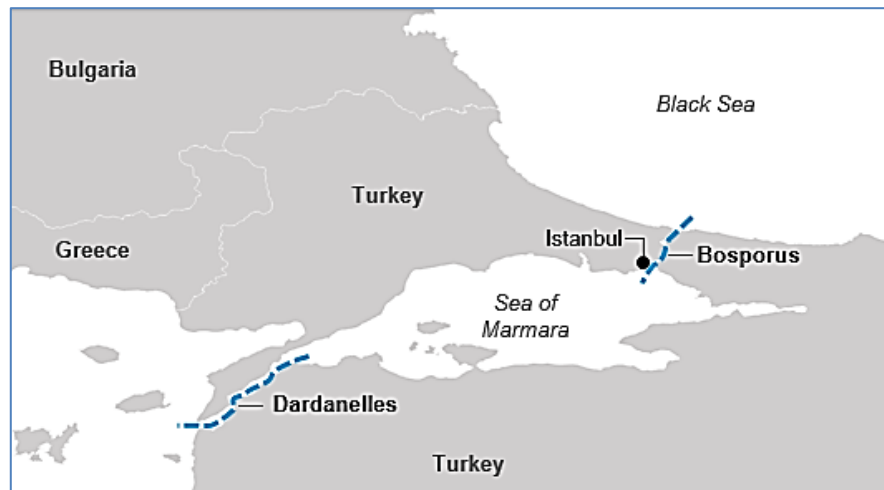 Bulgaria
Black Sea
Turkey
Istanbul
Greece
Bosporus
Sea of
Marmara
Dardanelles
Turkey